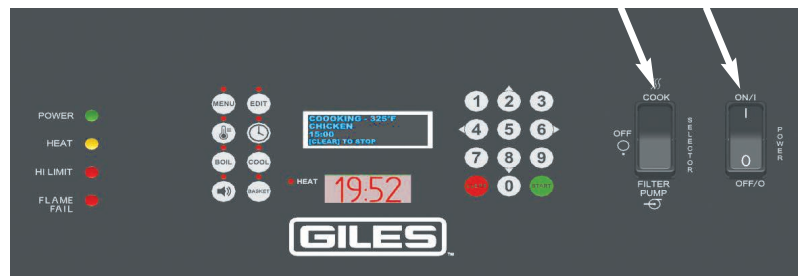 POWER
HEAT
HI LIMIT
FLAME
FAIL
MENU
EDIT
BOIL
COOL
BASKET
COOOKING - 325°F
CHICKEN
15:00
[CLEAR] TO STOP
HEAT
19:52
GILES
TM
1 2 3
4 5 6
7 8 9
0
START
COOK
OFF
SELECTOR
FILTER
PUMP
ON/I
I
O
POWER
OFF/O